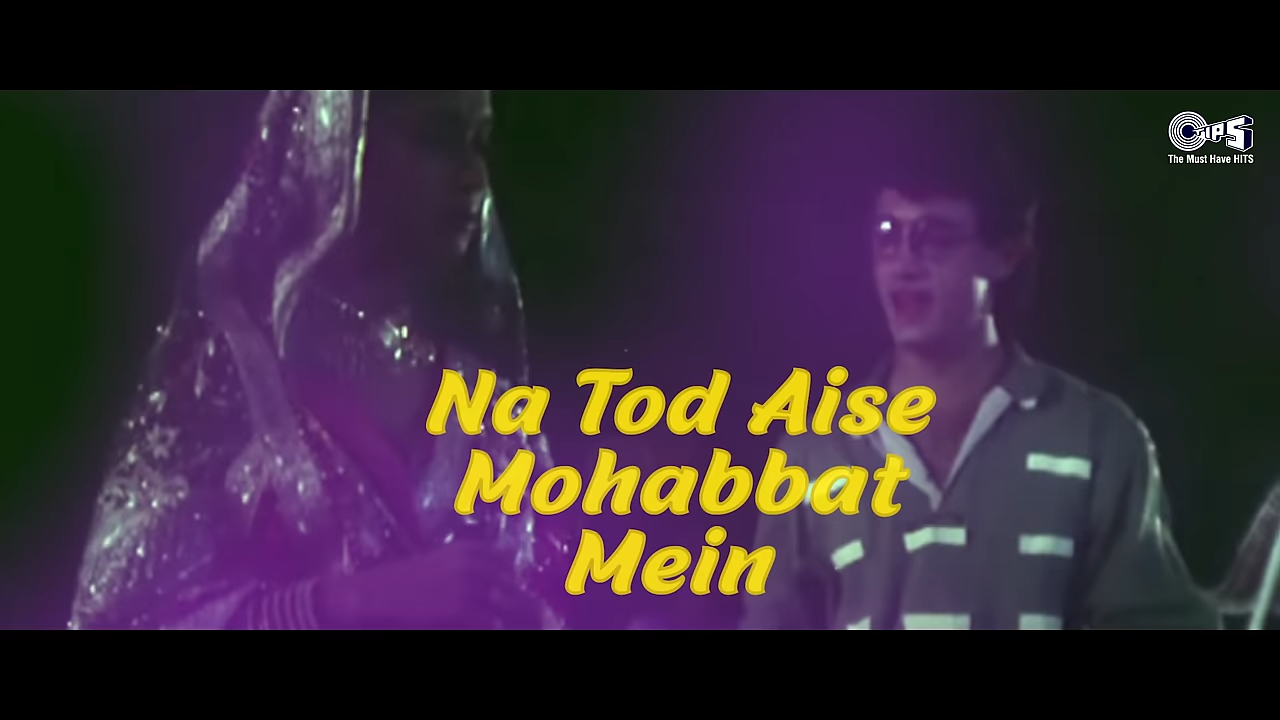 TIPS
The Must Have HITS
Na Tod Aise
Mohabbat
Mein